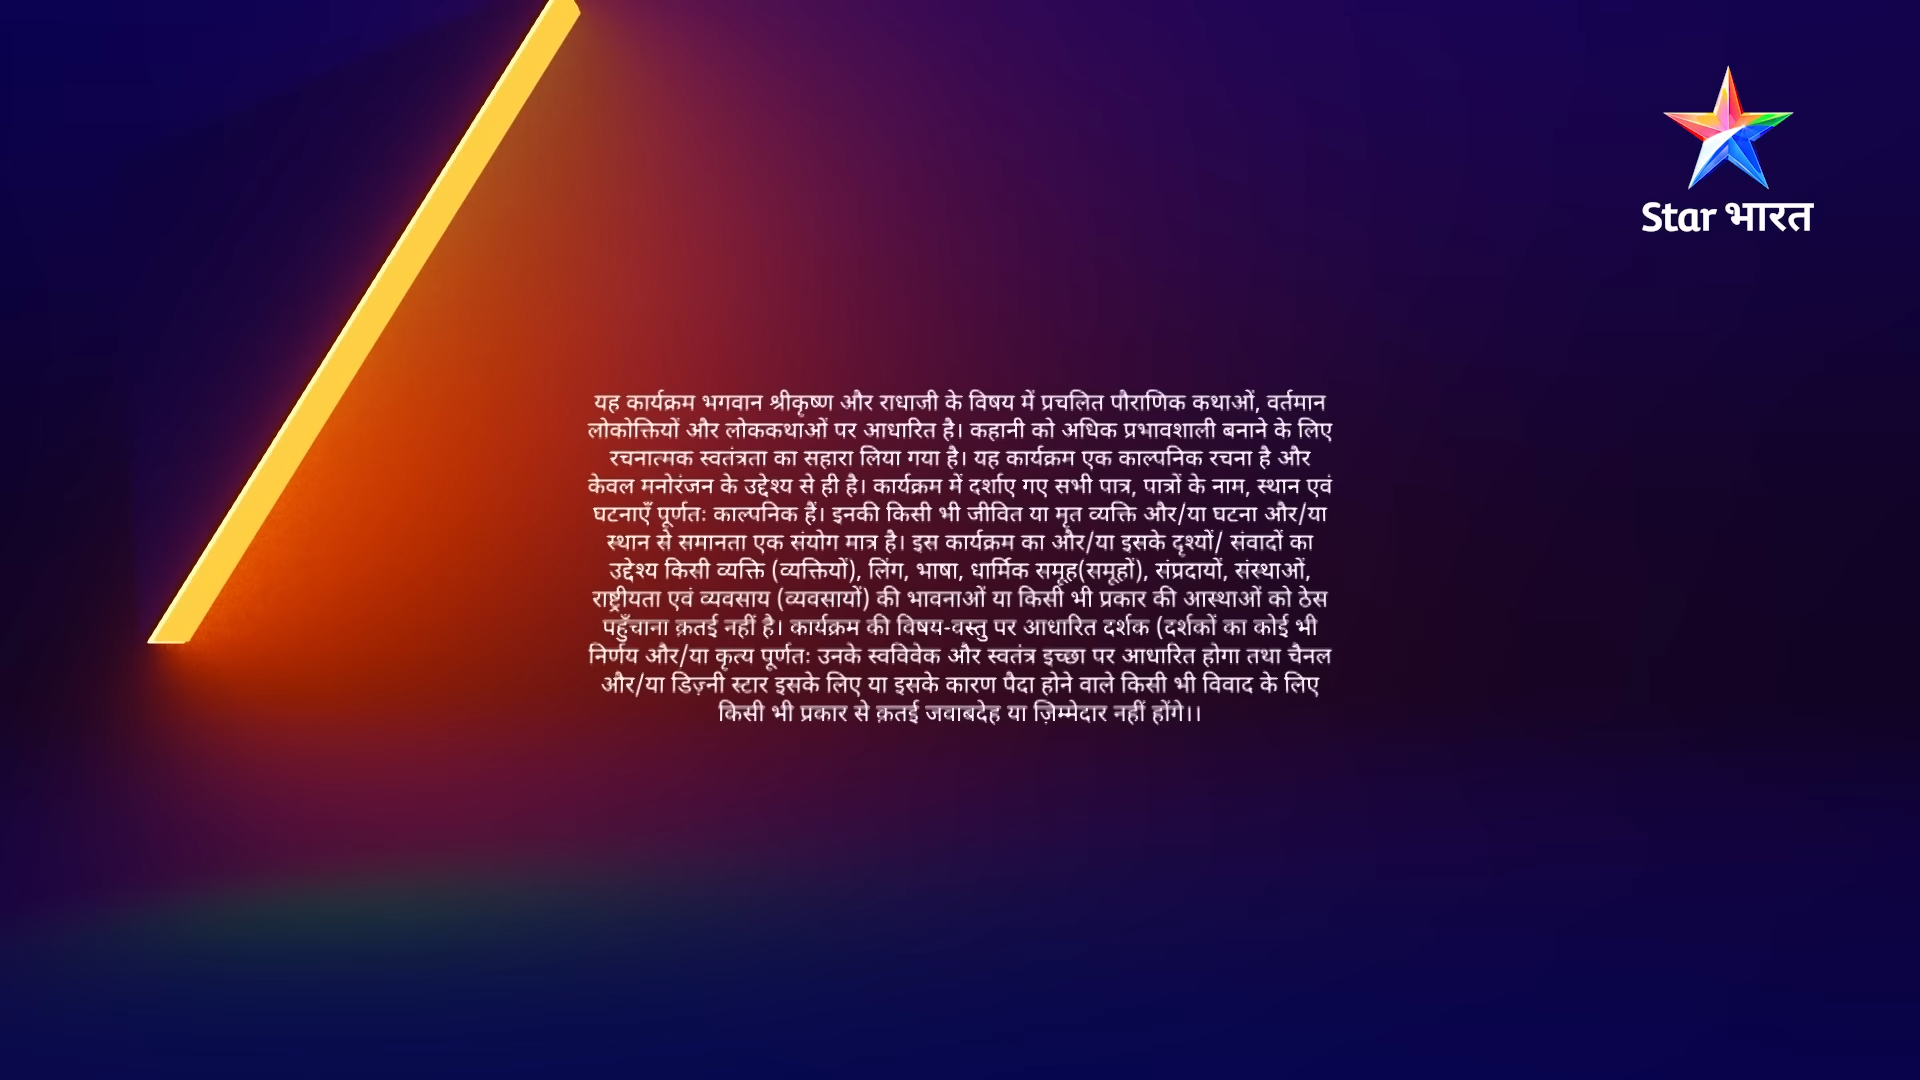 Star भारत
यह कार्यक्रम भगवान श्रीकृष्ण और राधाजी के विषय में प्रचलित पौराणिक कथाओं, वर्तमान
लोकोक्तियों और लोककथाओं पर आधारित है। कहानी को अधिक प्रभावशाली बनाने के लिए
रचनात्मक स्वतंत्रता का सहारा लिया गया है। यह कार्यक्रम एक काल्पनिक रचना है और
केवल मनोरंजन के उद्देश्य से ही है। कार्यक्रम में दर्शाए गए सभी पात्र, पात्रों के नाम, स्थान एवं
घटनाएँ पूर्णतः काल्पनिक हैं। इनकी किसी भी जीवित या मृत व्यक्ति और/या घटना और/या
स्थान से समानता एक संयोग मात्र है। इस कार्यक्रम का और/या इसके दृश्यों/ संवादों का
उद्देश्य किसी व्यक्ति (व्यक्तियों), लिंग, भाषा, धार्मिक समूह(समूहों), संप्रदायों, संस्थाओं,
राष्ट्रीयता एवं व्यवसाय (व्यवसायों) की भावनाओं या किसी भी प्रकार की आस्थाओं को ठेस
पहुँचाना क़तई नहीं है। कार्यक्रम की विषय-वस्तु पर आधारित दर्शक (दर्शकों का कोई भी
निर्णय और/या कृत्य पूर्णतः उनके स्वविवेक और स्वतंत्र इच्छा पर आधारित होगा तथा चैनल
और/या डिज़्नी स्टार इसके लिए या इसके कारण पैदा होने वाले किसी भी विवाद के लिए
किसी भी प्रकार से क़तई जवाबदेह या ज़िम्मेदार नहीं होंगे।।